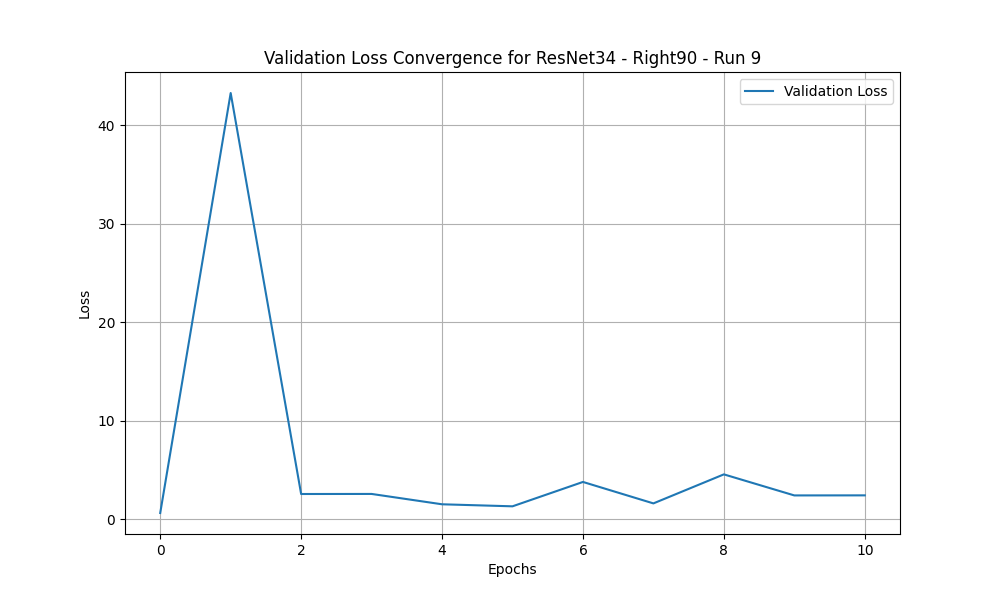 Validation Loss Convergence for ResNet34 - Right90 - Run 9
Validation Loss
40
30
20
10
0
Loss
0 2 4 6 8 10
Epochs